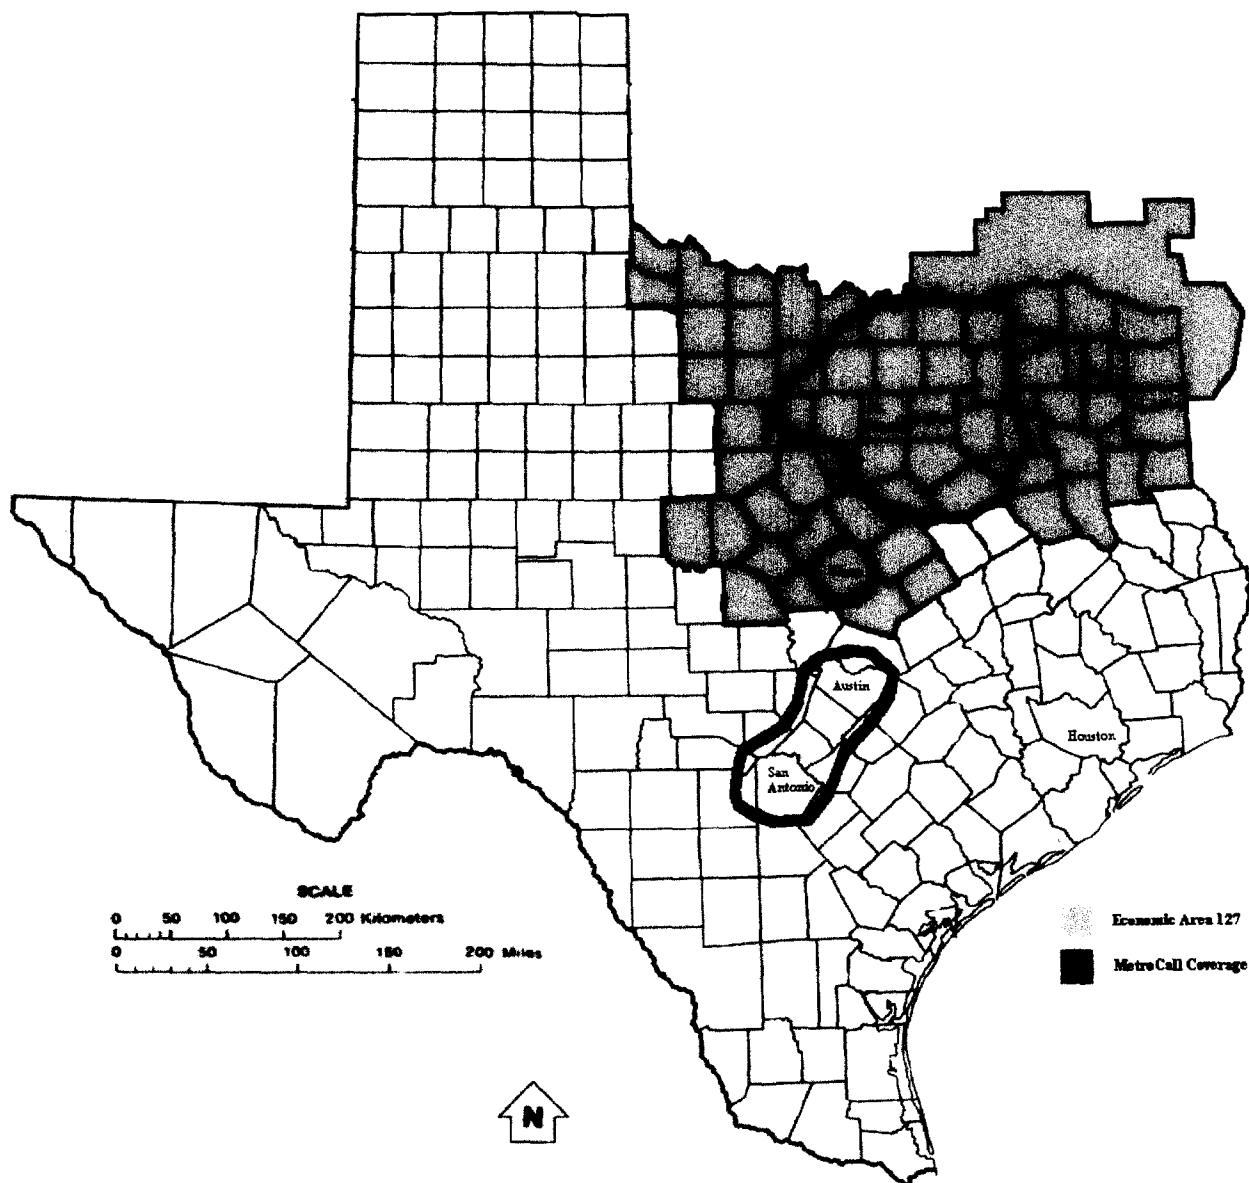 Austin
Houston
San
Antonio
SCALE
0 50 100 150 200 Kilometers
0 50 100 150 200 Miles
Economic Area 127
MetroCall Coverage
N